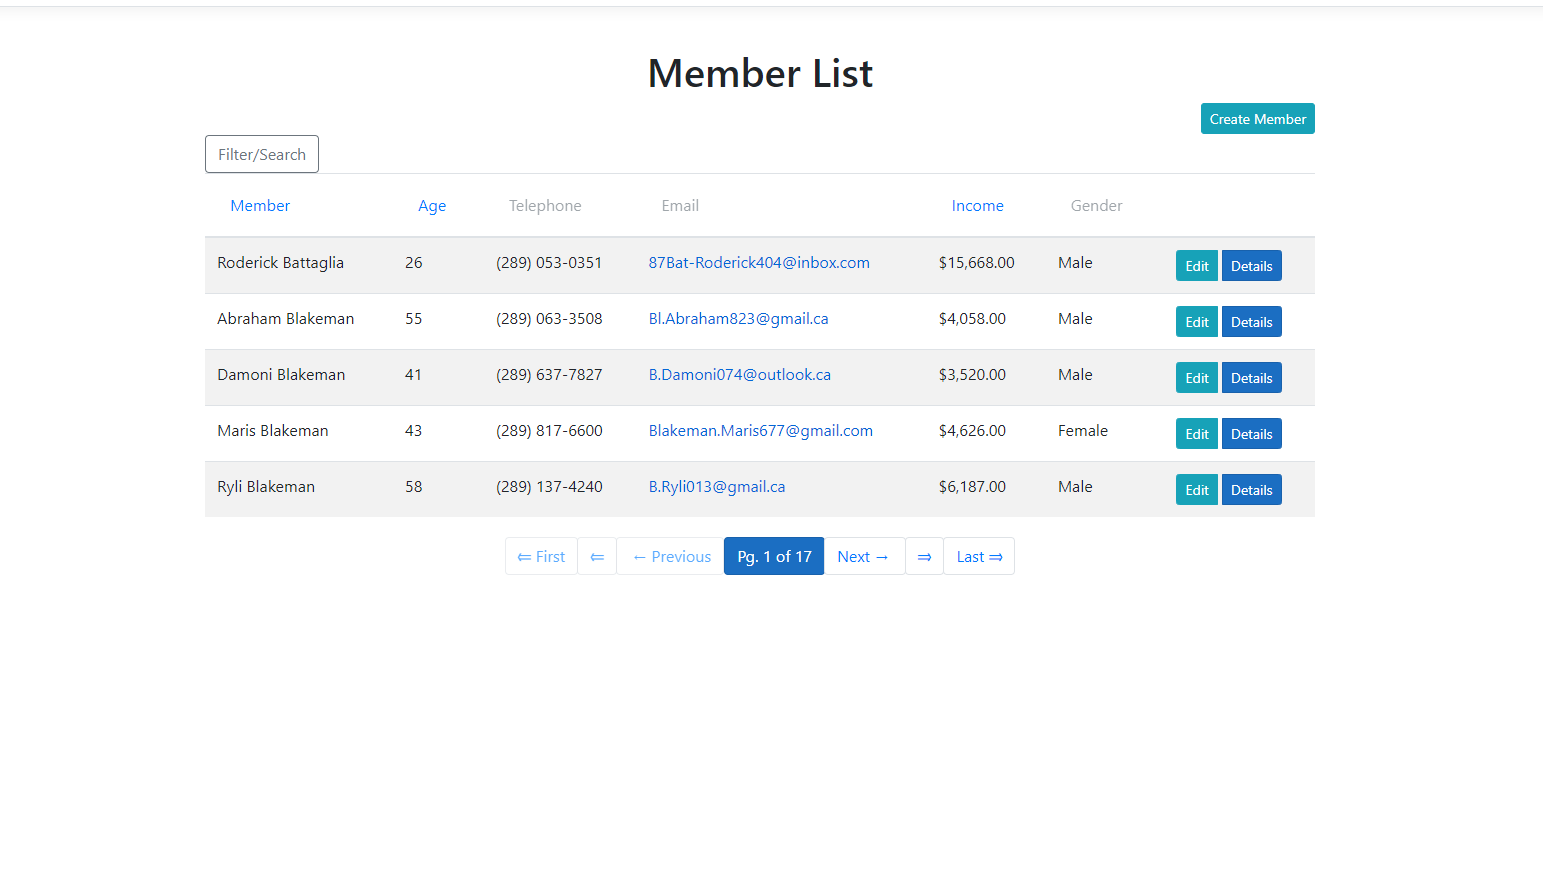 Member List
Create Member
Filter/Search
Member Age Telephone Email Income Gender
Roderick Battaglia 26 (289) 053-0351 87Bat-Roderick404@inbox.com $15,668.00 Male Edit Details
Abraham Blakeman 55 (289) 063-3508 Bl.Abraham823@gmail.ca $4,058.00 Male Edit Details
Damoni Blakeman 41 (289) 637-7827 B.Damoni074@outlook.ca $3,520.00 Male Edit Details
Maris Blakeman 43 (289) 817-6600 Blakeman.Maris677@gmail.com $4,626.00 Female Edit Details
Ryli Blakeman 58 (289) 137-4240 B.Ryli013@gmail.ca $6,187.00 Male Edit Details
⇐ First ⇐ ← Previous Pg. 1 of 17 Next → ⇒ Last ⇒